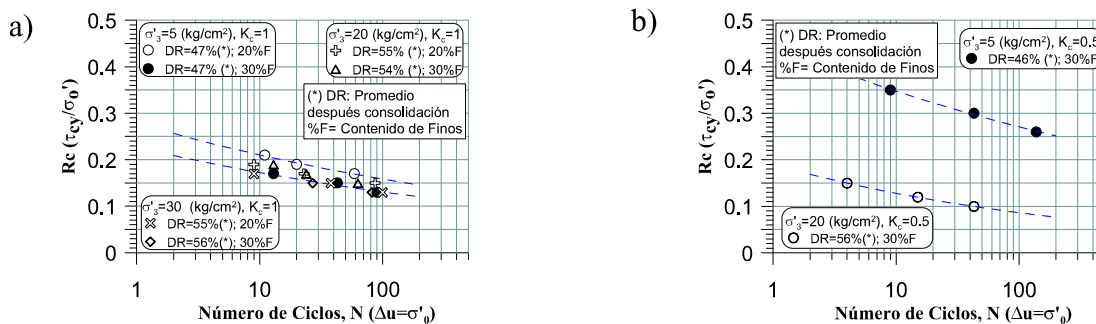 a)
0.5
0.4
0.3
0.2
0.1
0
Rc (τcy/σo')
σ'3=5 (kg/cm²), Kc=1
DR=47%(*); 20%F
DR=47% (*); 30%F
σ'3=20 (kg/cm²), Kc=1
DR=55% (*); 20%F
DR=54% (*); 30%F
(*) DR: Promedio
después consolidación
%F= Contenido de Finos
σ'3=30 (kg/cm²), Kc=1
DR=55%(*); 20%F
DR=56%(*); 30%F
1
10
100
Número de Ciclos, N (Δu=σ'0)
b)
0.5
0.4
0.3
0.2
0.1
0
Rc (τcy/σo')
(*) DR: Promedio
después consolidación
%F= Contenido de Finos
σ'3=5 (kg/cm²), Kc=0.5
DR=46% (*); 30%F
σ'3=20 (kg/cm²), Kc=0.5
DR=56%(*); 30%F
1
10
100
Número de Ciclos, N (Δu=σ'0)